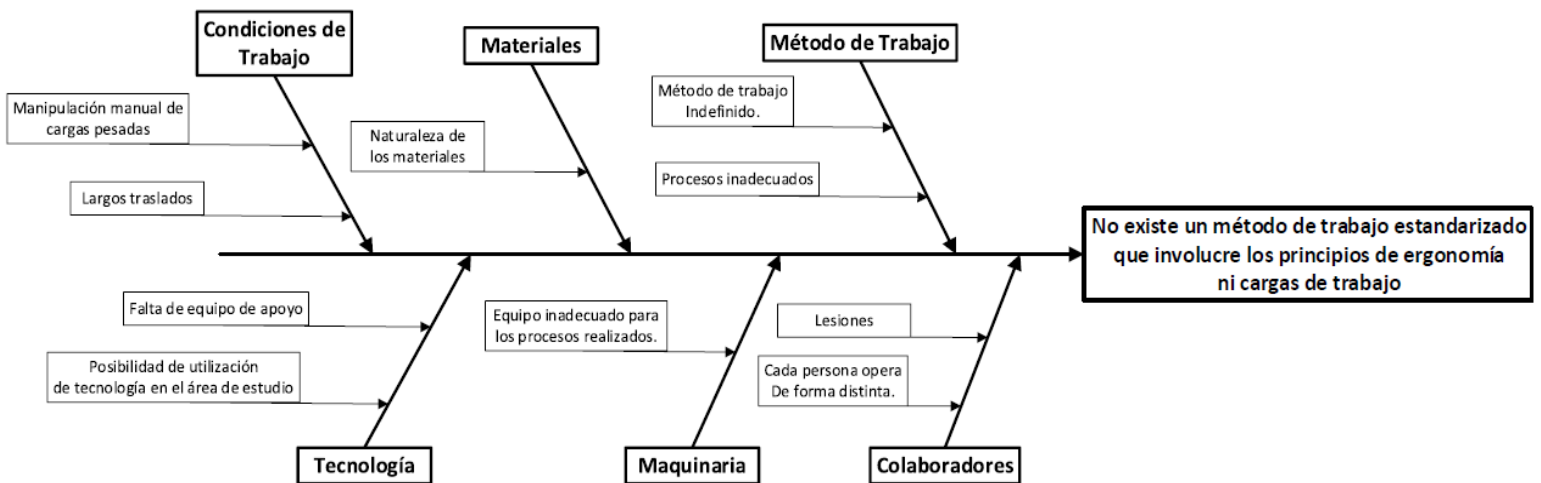 Condiciones de
Trabajo
Materiales
Método de Trabajo
Manipulación manual de
cargas pesadas
Largos traslados
Naturaleza de
los materiales
Método de trabajo
Indefinido.
Procesos inadecuados
No existe un método de trabajo estandarizado
que involucre los principios de ergonomía
ni cargas de trabajo
Falta de equipo de apoyo
Posibilidad de utilización
de tecnología en el área de estudio
Equipo inadecuado para
los procesos realizados.
Lesiones
Cada persona opera
De forma distinta.
Tecnología
Maquinaria
Colaboradores